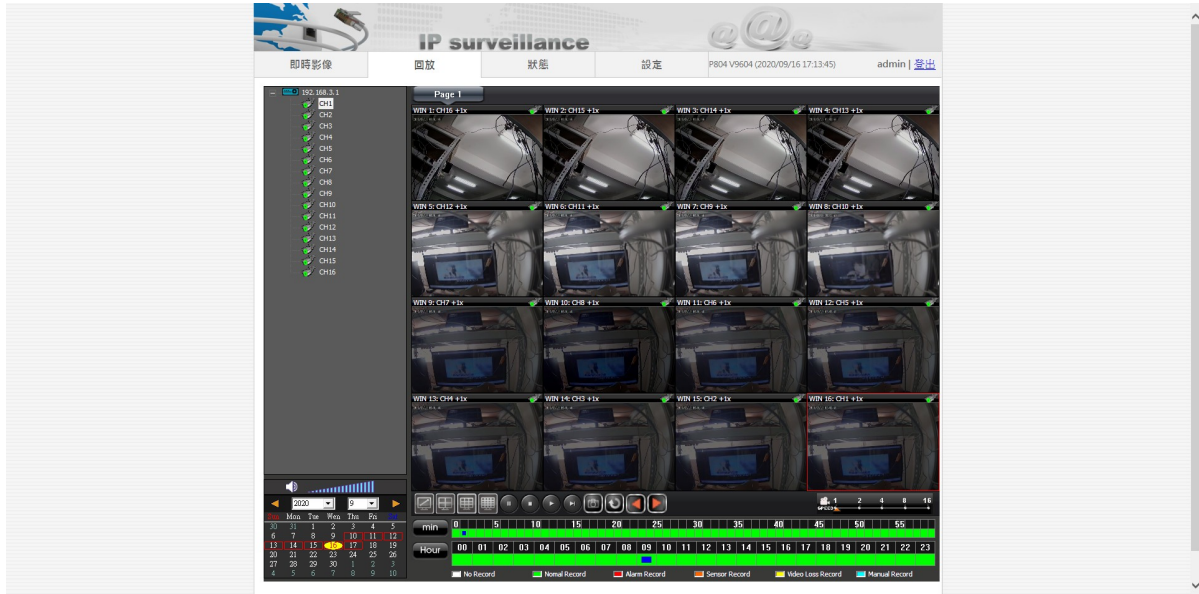 IP surveillance
即時影像 回放 狀態 設定 P804 V9604 (2020/09/16 17:13:45) admin | 登出
192.168.3.1
CH1
CH2
CH3
CH4
CH5
CH6
CH7
CH8
CH9
CH10
CH11
CH12
CH13
CH14
CH15
CH16
Page 1
WIN 1: CH16 +1x WIN 2: CH15 +1x WIN 3: CH14 +1x WIN 4: CH13 +1x
WIN 5: CH12 +1x WIN 6: CH11 +1x WIN 7: CH9 +1x WIN 8: CH10 +1x
WIN 9: CH7 +1x WIN 10: CH8 +1x WIN 11: CH6 +1x WIN 12: CH5 +1x
WIN 13: CH4 +1x WIN 14: CH3 +1x WIN 15: CH2 +1x WIN 16: CH1 +1x
2020 9
Sun Mon Tue Wed Thu Fri
30 31 1 2 3 4 5
6 7 8 9 10 11 12
13 14 15 16 17 18 19
20 21 22 23 24 25 26
27 28 29 30 1 2 3
4 5 6 7 8 9 10
SPEED 1 2 4 8 16
min 0 5 10 15 20 25 30 35 40 45 50 55
Hour 00 01 02 03 04 05 06 07 08 09 10 11 12 13 14 15 16 17 18 19 20 21 22 23
No Record Nomal Record Alarm Record Sensor Record Video Loss Record Manual Record